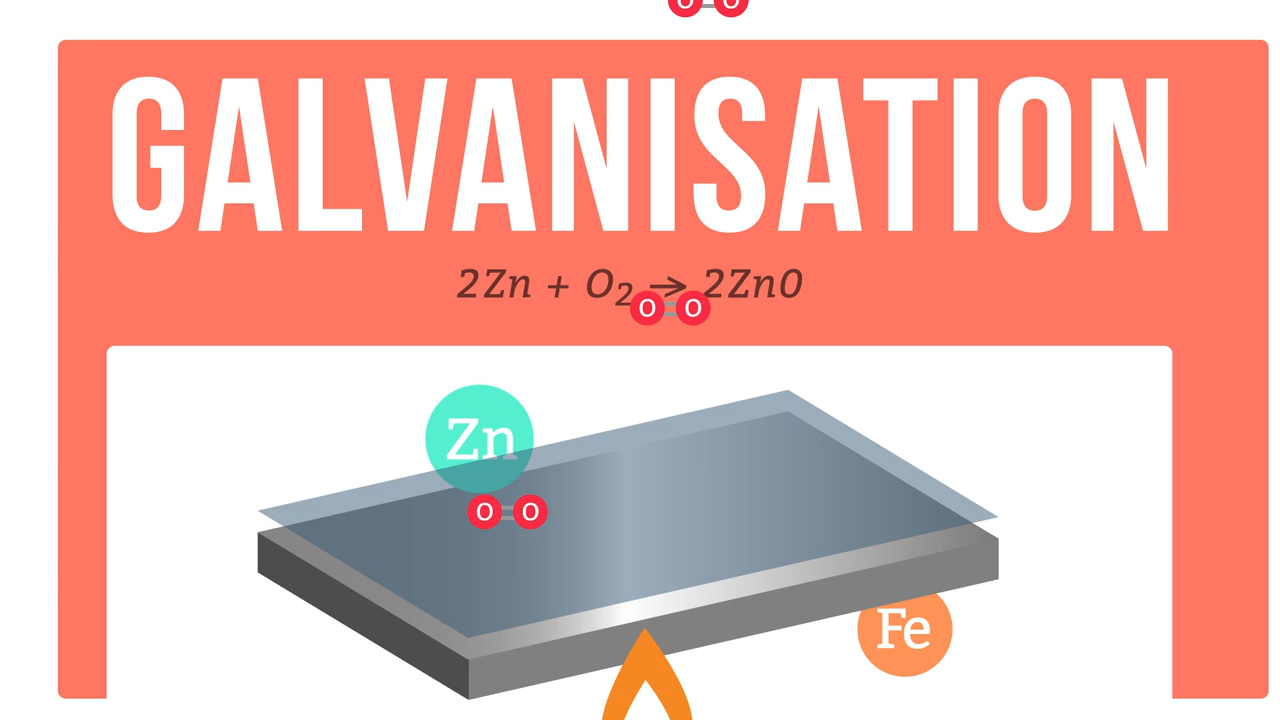 O O
GALVANISATION
2Zn + O₂ → 2ZnO
O O
Zn
O O
Fe